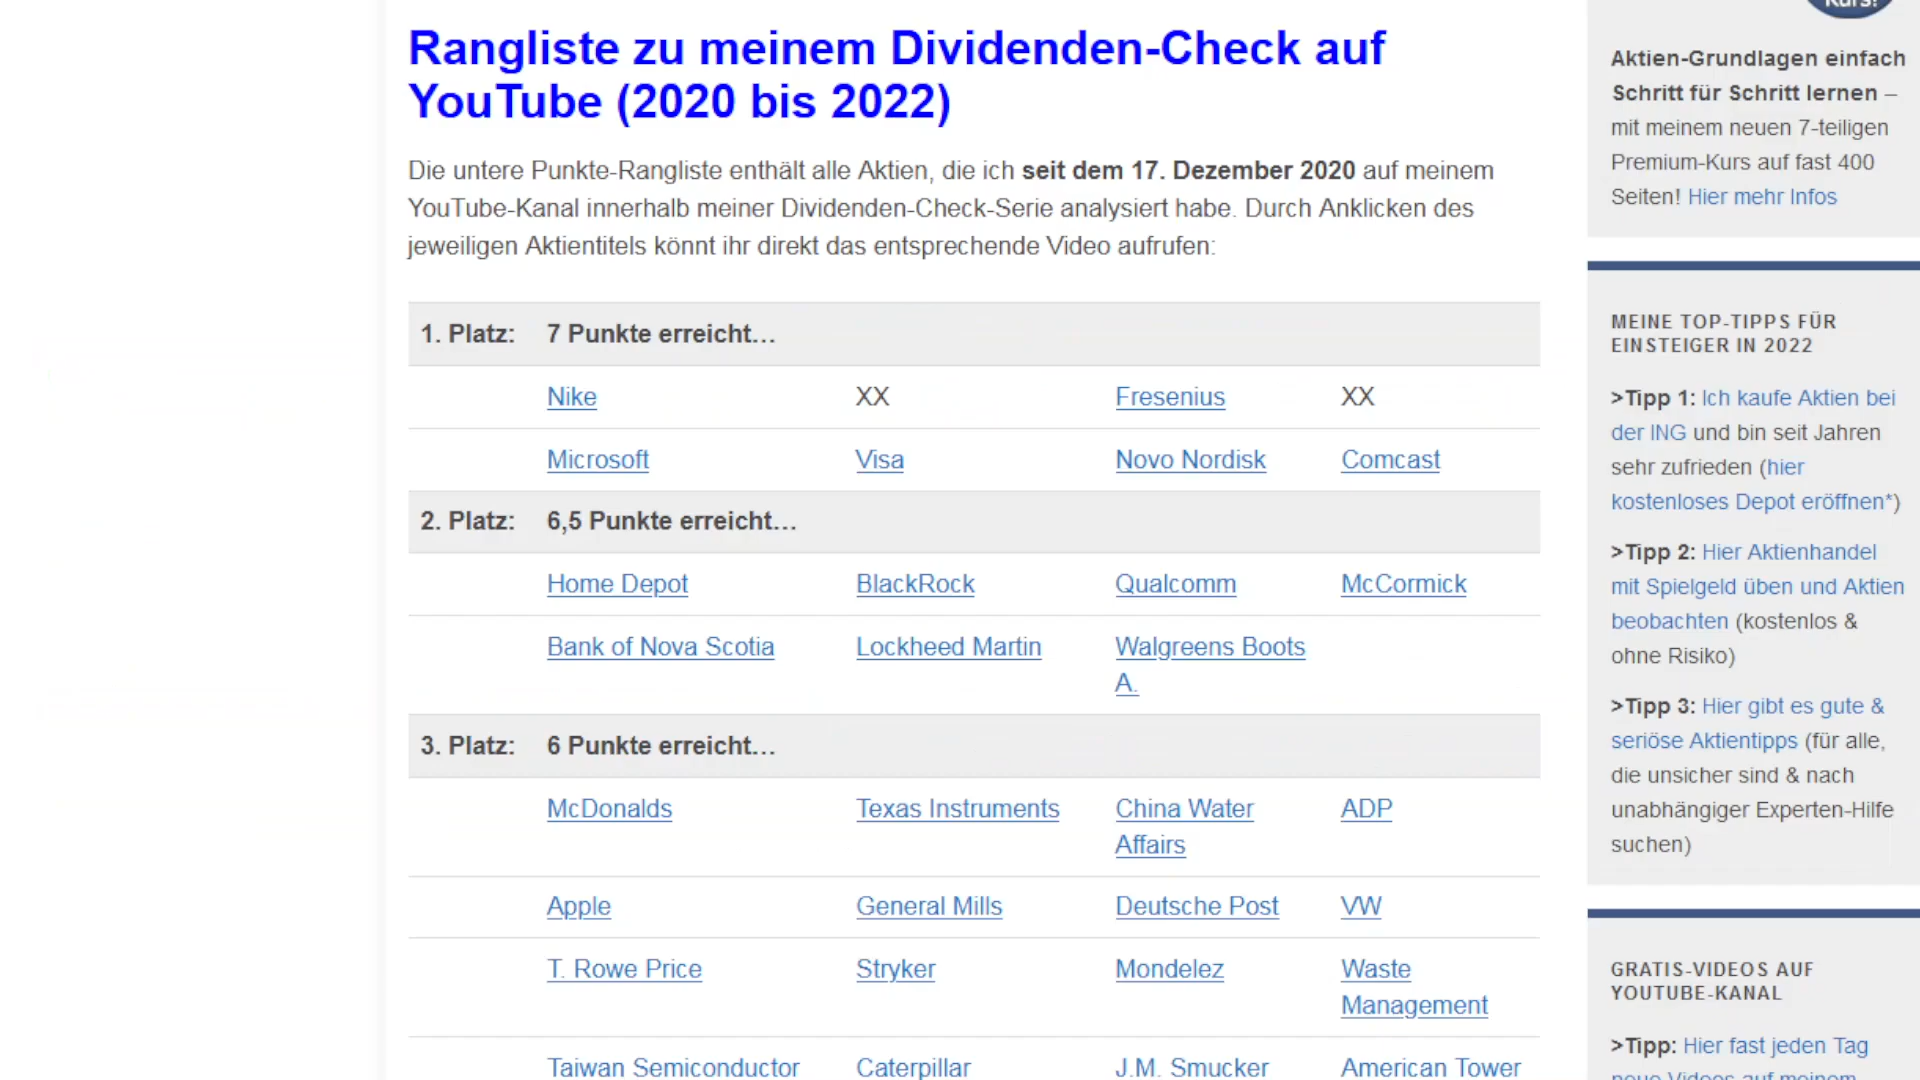 Rangliste zu meinem Dividenden-Check auf
YouTube (2020 bis 2022)
Die untere Punkte-Rangliste enthält alle Aktien, die ich seit dem 17. Dezember 2020 auf meinem
YouTube-Kanal innerhalb meiner Dividenden-Check-Serie analysiert habe. Durch Anklicken des
jeweiligen Aktientitels könnt ihr direkt das entsprechende Video aufrufen:
1. Platz: 7 Punkte erreicht…
Nike XX Fresenius XX
Microsoft Visa Novo Nordisk Comcast
2. Platz: 6,5 Punkte erreicht…
Home Depot BlackRock Qualcomm McCormick
Bank of Nova Scotia Lockheed Martin Walgreens Boots
A.
3. Platz: 6 Punkte erreicht…
McDonalds Texas Instruments China Water ADP
Affairs
Apple General Mills Deutsche Post VW
T. Rowe Price Stryker Mondelez Waste
Management
Taiwan Semiconductor Caterpillar J.M. Smucker American Tower
Kurs!
Aktien-Grundlagen einfach
Schritt für Schritt lernen –
mit meinem neuen 7-teiligen
Premium-Kurs auf fast 400
Seiten! Hier mehr Infos
MEINE TOP-TIPPS FÜR
EINSTEIGER IN 2022
>Tipp 1: Ich kaufe Aktien bei
der ING und bin seit Jahren
sehr zufrieden (hier
kostenloses Depot eröffnen*)
>Tipp 2: Hier Aktienhandel
mit Spielgeld üben und Aktien
beobachten (kostenlos &
ohne Risiko)
>Tipp 3: Hier gibt es gute &
seriöse Aktientipps (für alle,
die unsicher sind & nach
unabhängiger Experten-Hilfe
suchen)
GRATIS-VIDEOS AUF
YOUTUBE-KANAL
>Tipp: Hier fast jeden Tag
neue Videos auf meinem